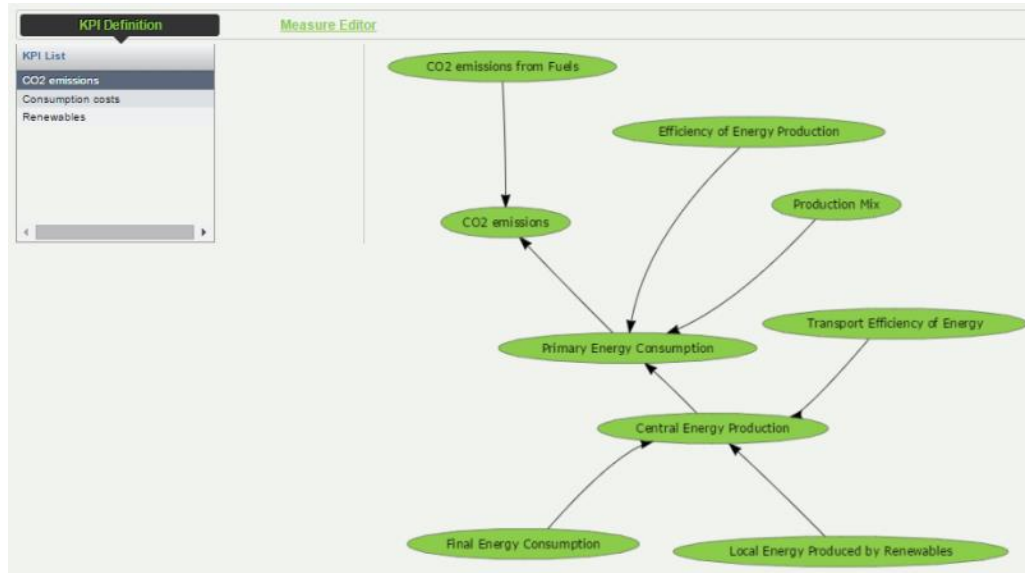 KPI Definition
Measure Editor
KPI List
CO2 emissions
Consumption costs
Renewables
CO2 emissions from Fuels
Efficiency of Energy Production
Production Mix
CO2 emissions
Transport Efficiency of Energy
Primary Energy Consumption
Central Energy Production
Final Energy Consumption
Local Energy Produced by Renewables